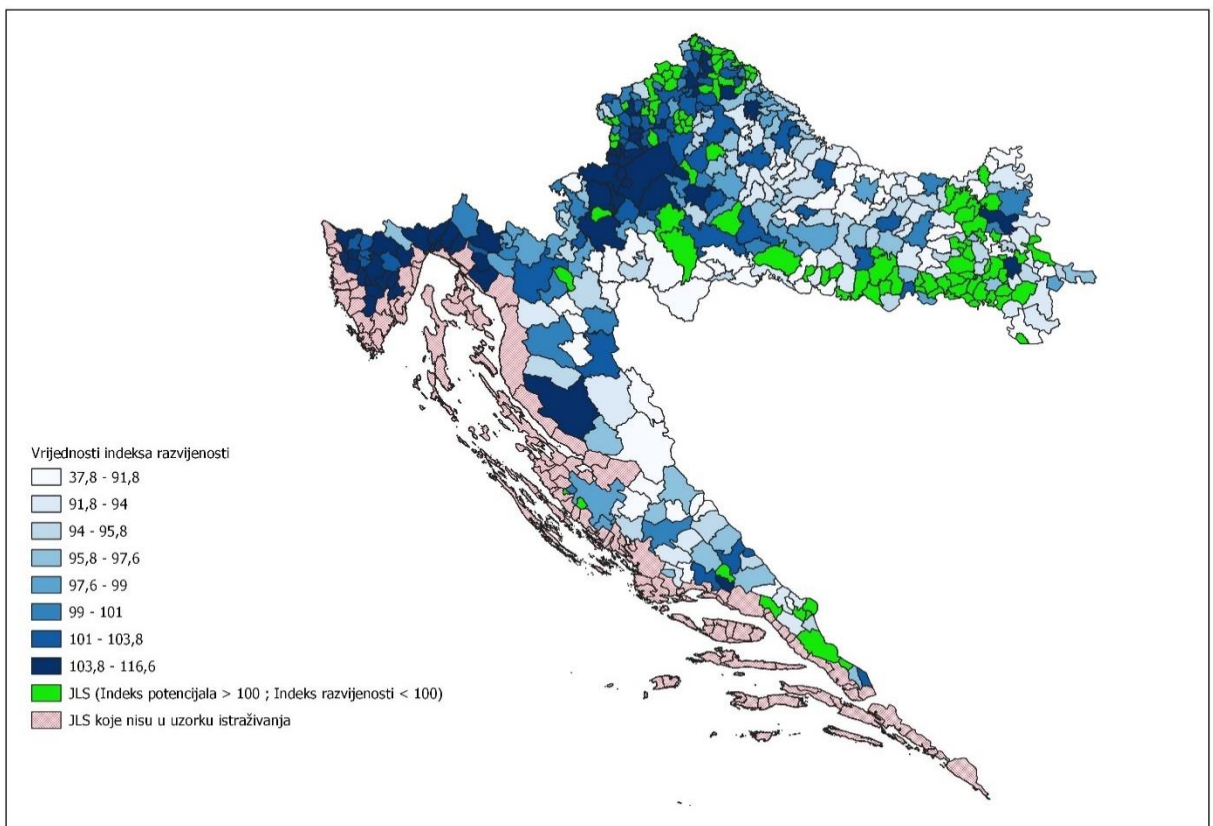 Vrijednosti indeksa razvijenosti
37,8 - 91,8
91,8 - 94
94 - 95,8
95,8 - 97,6
97,6 - 99
99 - 101
101 - 103,8
103,8 - 116,6
JLS (Indeks potencijala > 100 ; Indeks razvijenosti < 100)
JLS koje nisu u uzorku istraživanja